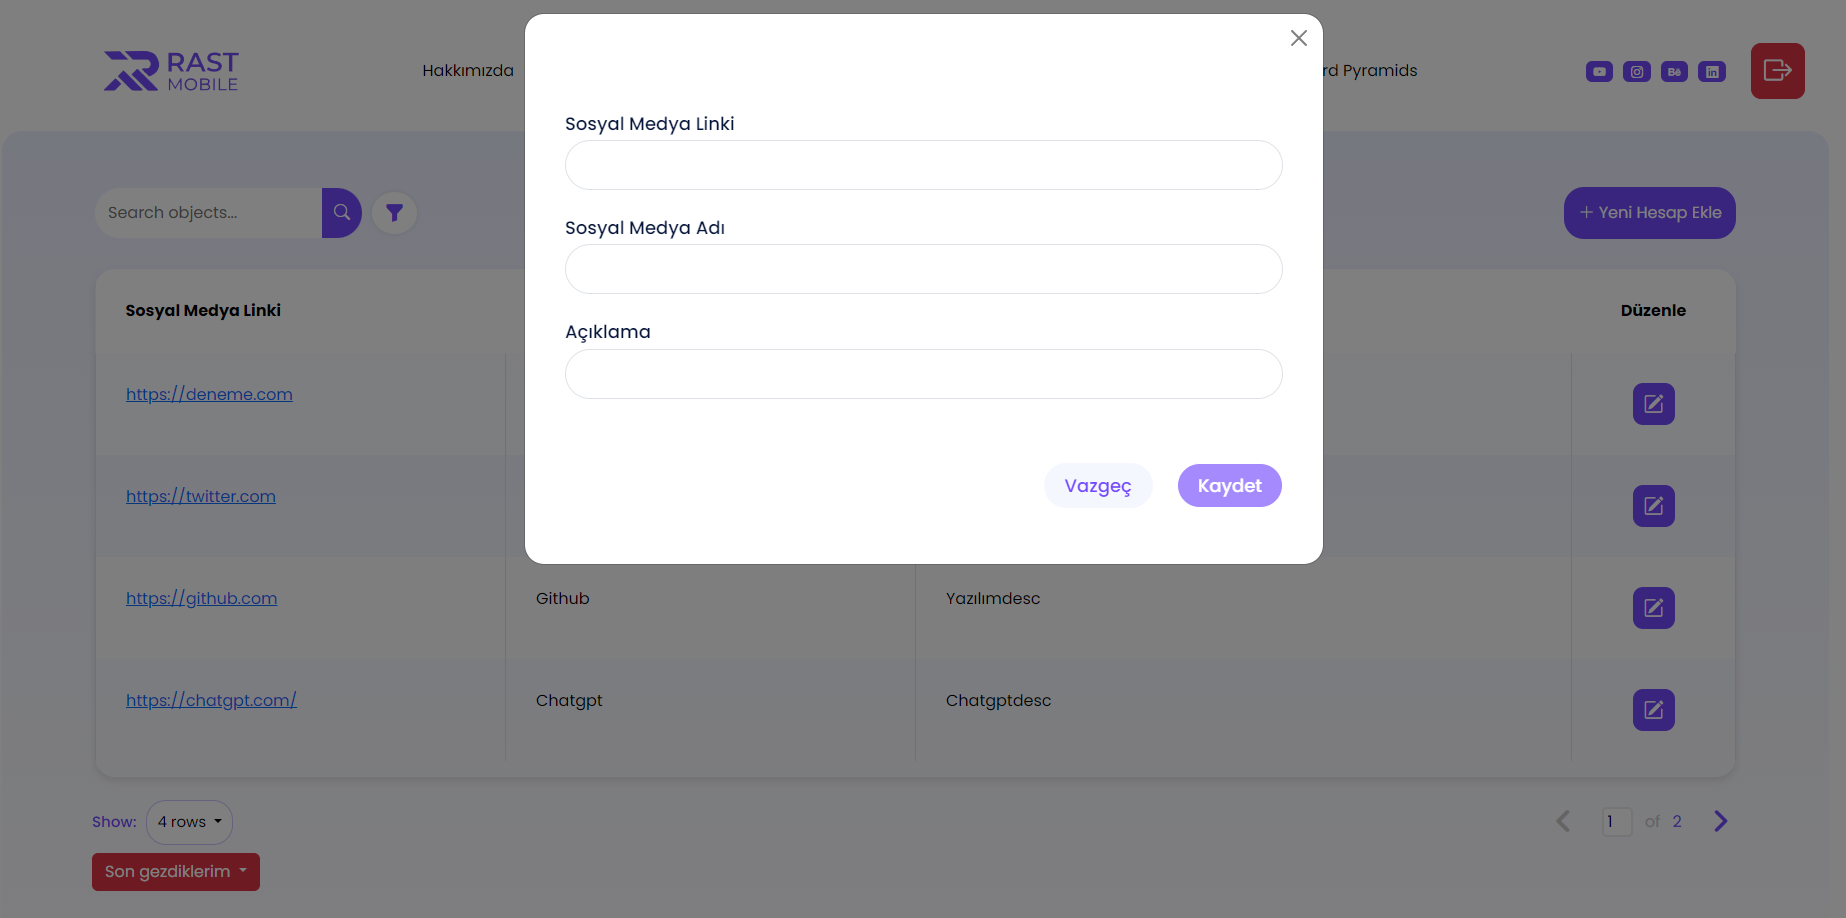 RAST
MOBILE
Hakkımızda
rd Pyramids
Sosyal Medya Linki
Sosyal Medya Adı
Açıklama
Vazgeç
Kaydet
Search objects...
+ Yeni Hesap Ekle
Sosyal Medya Linki
Düzenle
https://deneme.com
https://twitter.com
https://github.com
Github
Yazılımdesc
https://chatgpt.com/
Chatgpt
Chatgptdesc
Show: 4 rows
1 of 2
Son gezdiklerim